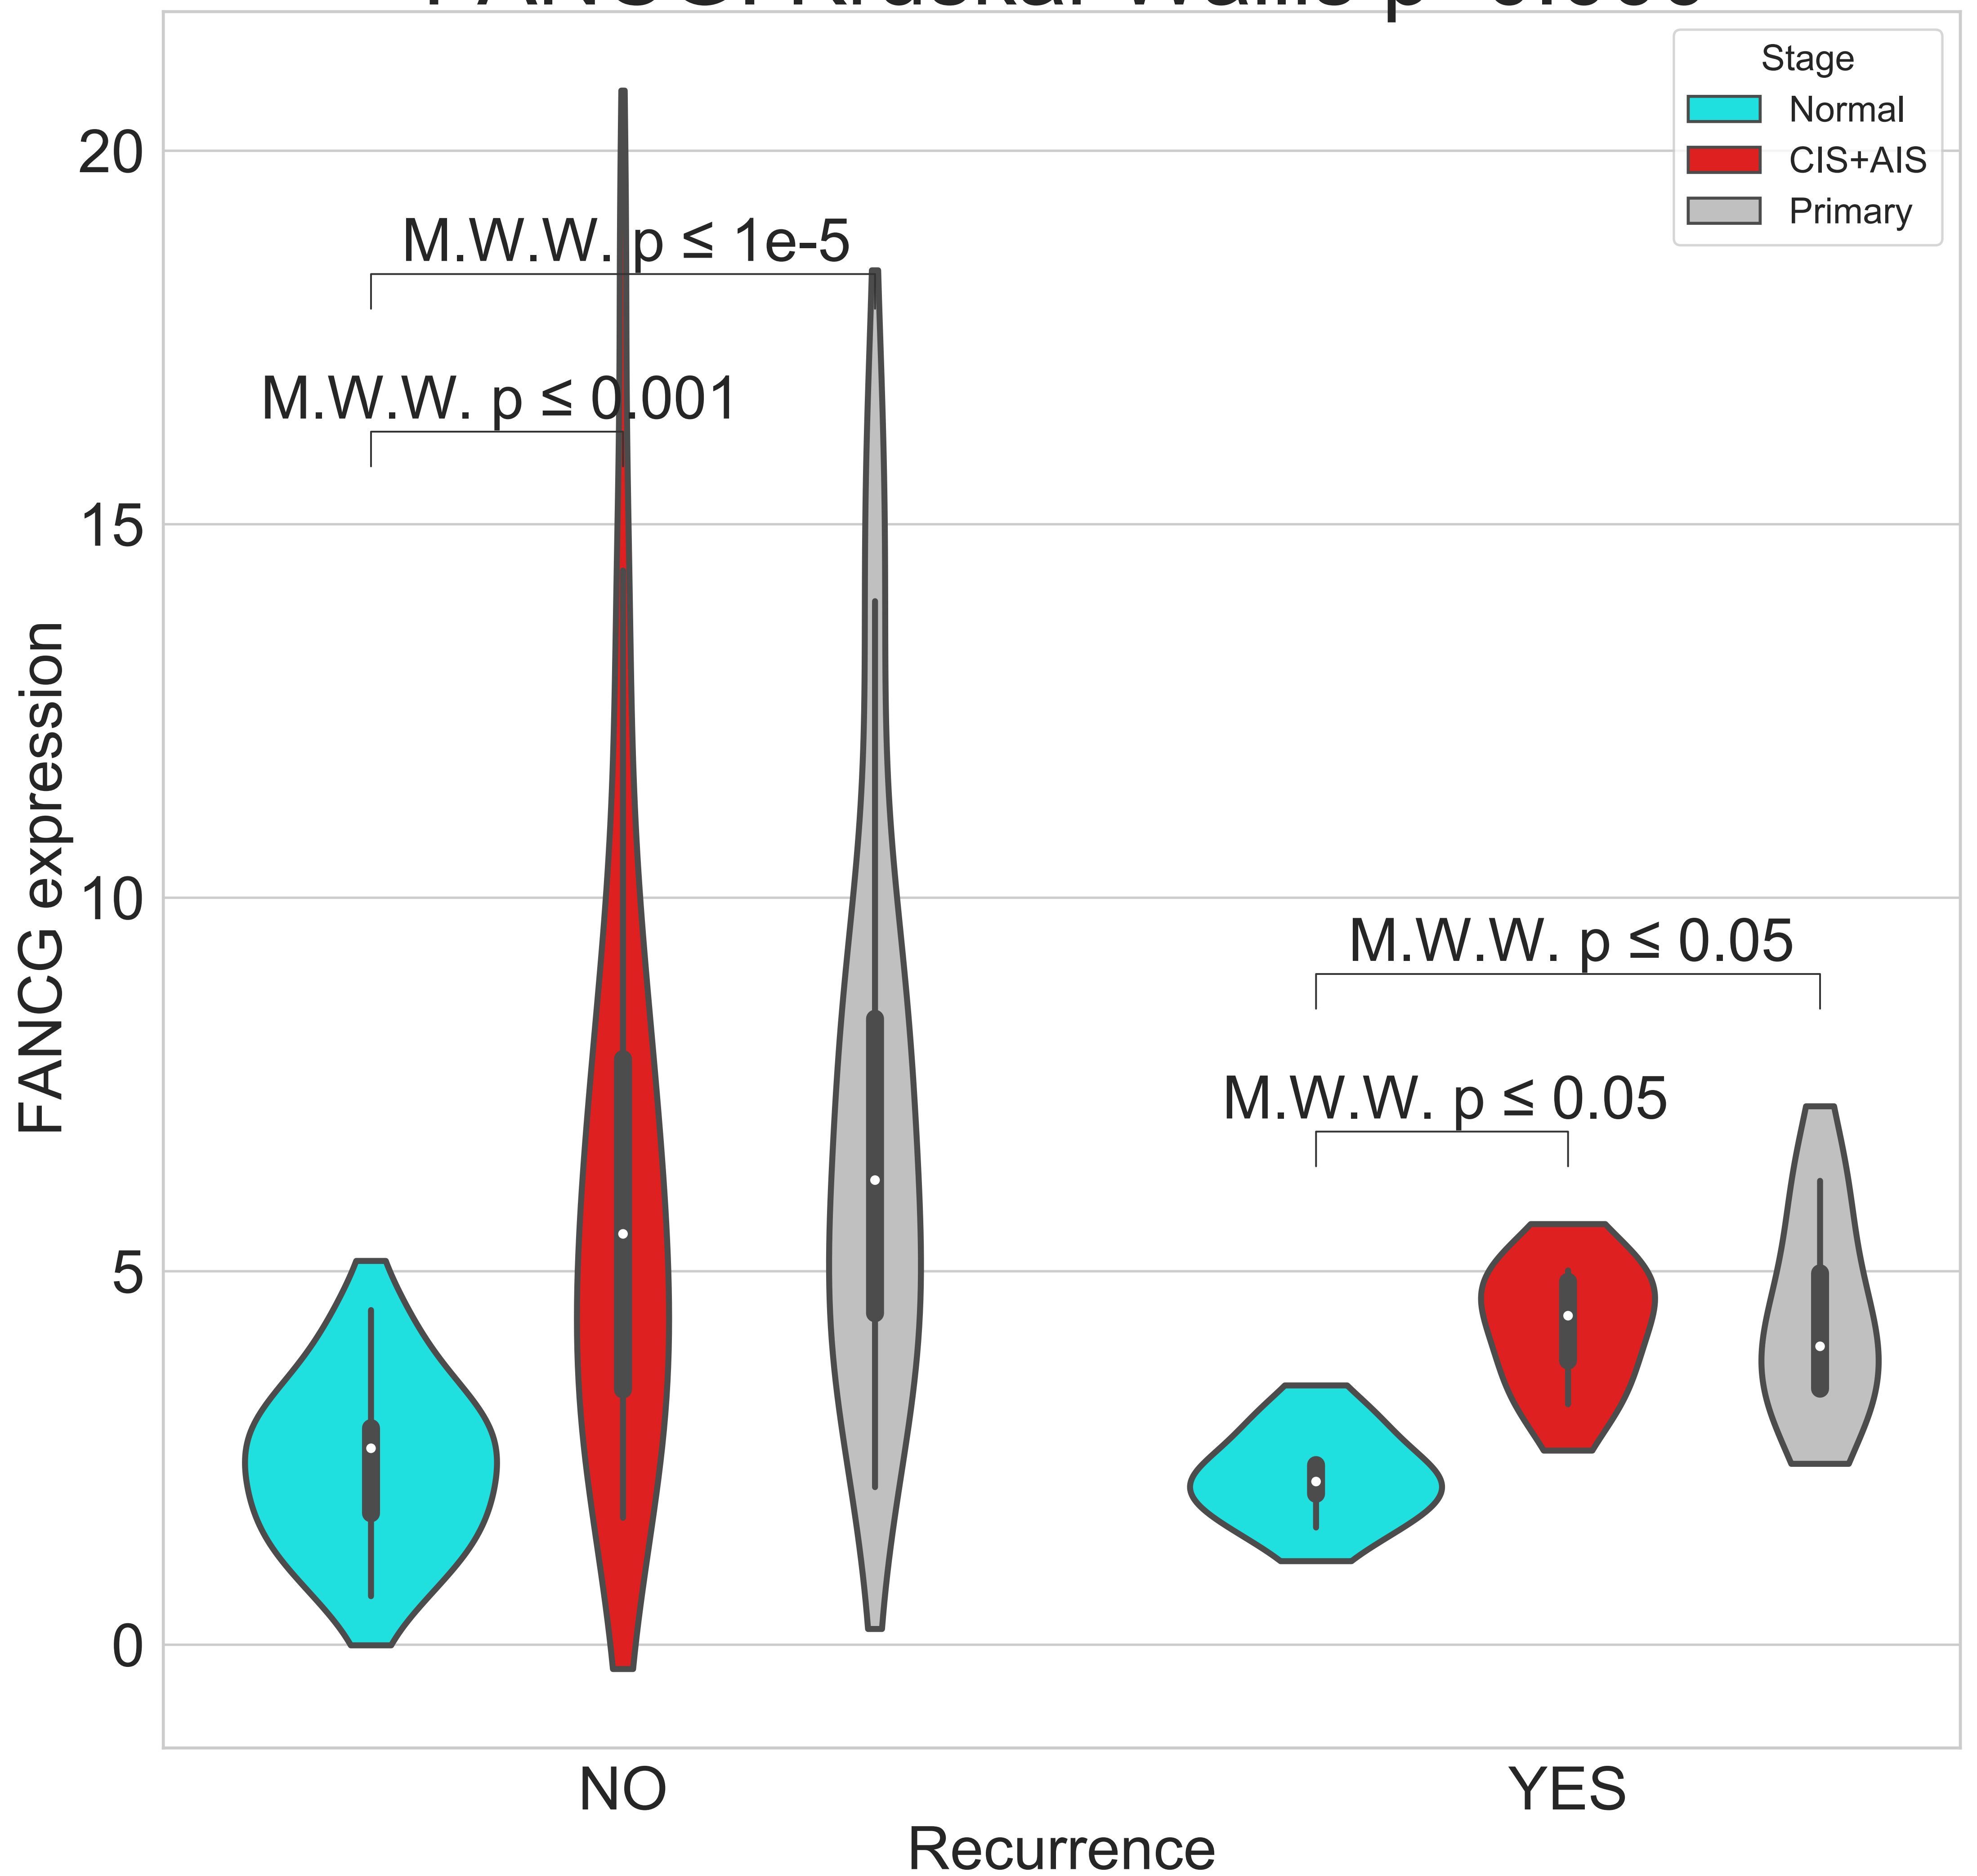 Stage
Normal
CIS+AIS
Primary
20
15
10
5
0
FANCG expression
M.W.W. p ≤ 1e-5
M.W.W. p ≤ 0.001
M.W.W. p ≤ 0.05
M.W.W. p ≤ 0.05
NO
YES
Recurrence